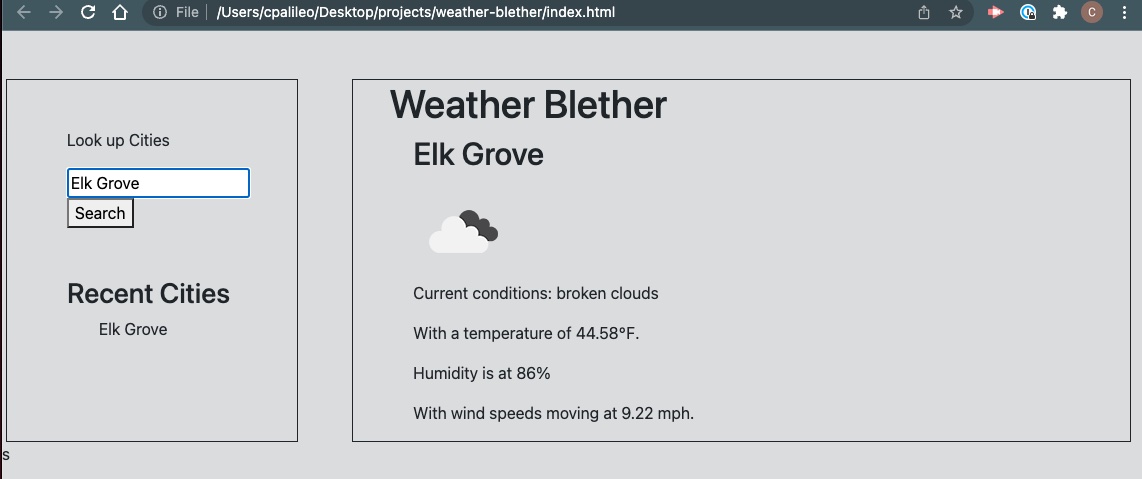 File /Users/cpalileo/Desktop/projects/weather-blether/index.html
C
Look up Cities
Elk Grove
Search
Recent Cities
Elk Grove
Weather Blether
Elk Grove
Current conditions: broken clouds
With a temperature of 44.58°F.
Humidity is at 86%
With wind speeds moving at 9.22 mph.
s